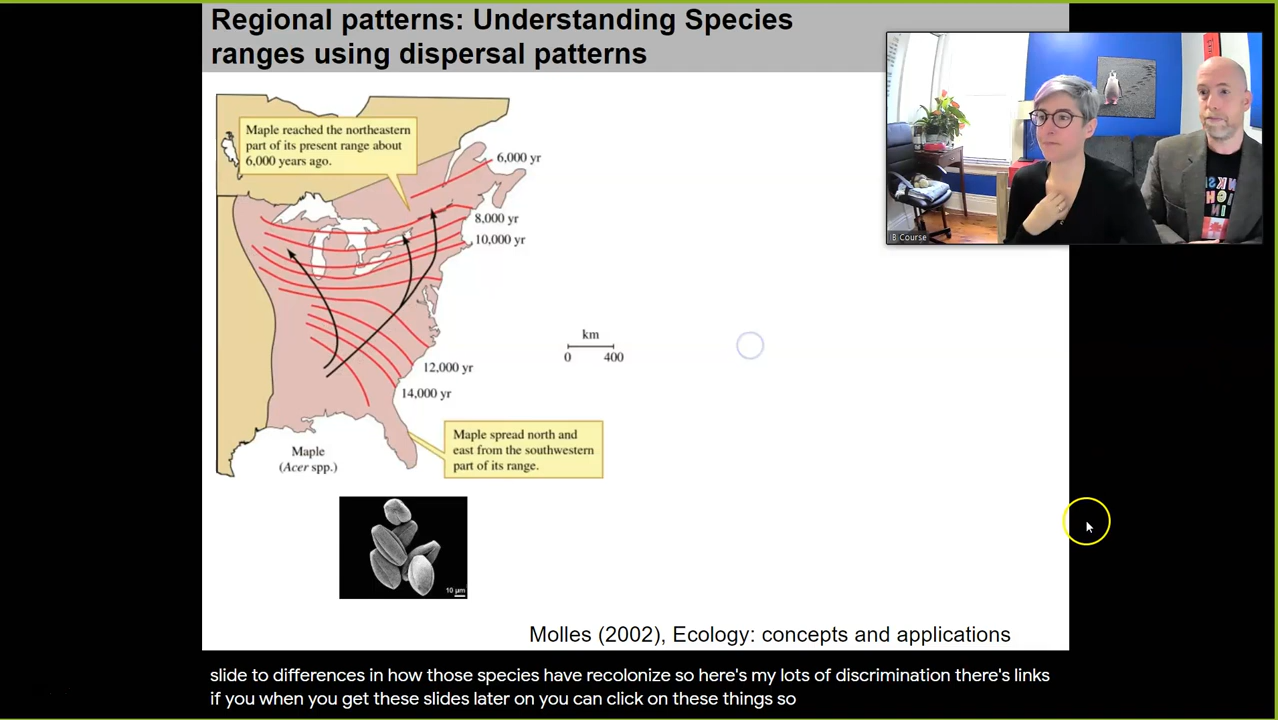 Regional patterns: Understanding Species
ranges using dispersal patterns
Maple reached the northeastern
part of its present range about
6,000 years ago.
6,000 yr
8,000 yr
10,000 yr
km
0 400
12,000 yr
14,000 yr
Maple spread north and
east from the southwestern
part of its range.
Maple
(Acer spp.)
10 µm
Molles (2002), Ecology: concepts and applications
slide to differences in how those species have recolonize so here's my lots of discrimination there's links
if you when you get these slides later on you can click on these things so
Course